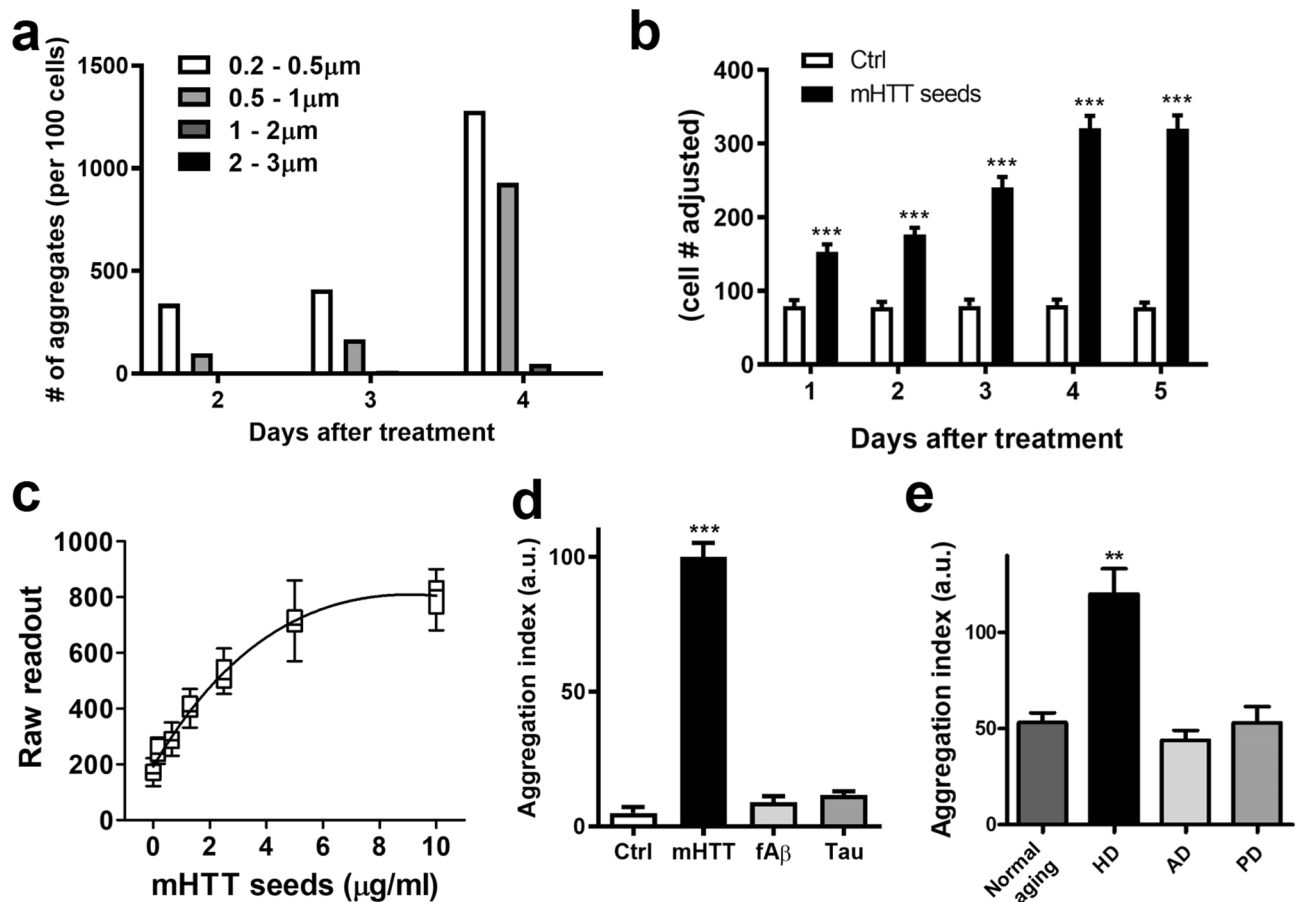 a
# of aggregates (per 100 cells)
1500
1000
500
0
0.2 - 0.5μm
0.5 - 1μm
1 - 2μm
2 - 3μm
2 3 4
Days after treatment
b
(cell # adjusted)
400
300
200
100
0
Ctrl
mHTT seeds
*** *** *** *** ***
1 2 3 4 5
Days after treatment
c
Raw readout
1000
800
600
400
200
0
0 2 4 6 8 10
mHTT seeds (μg/ml)
d
Aggregation index (a.u.)
100
50
0
***
Ctrl mHTT fAβ Tau
e
Aggregation index (a.u.)
100
50
0
**
Normal
aging
HD
AD
PD